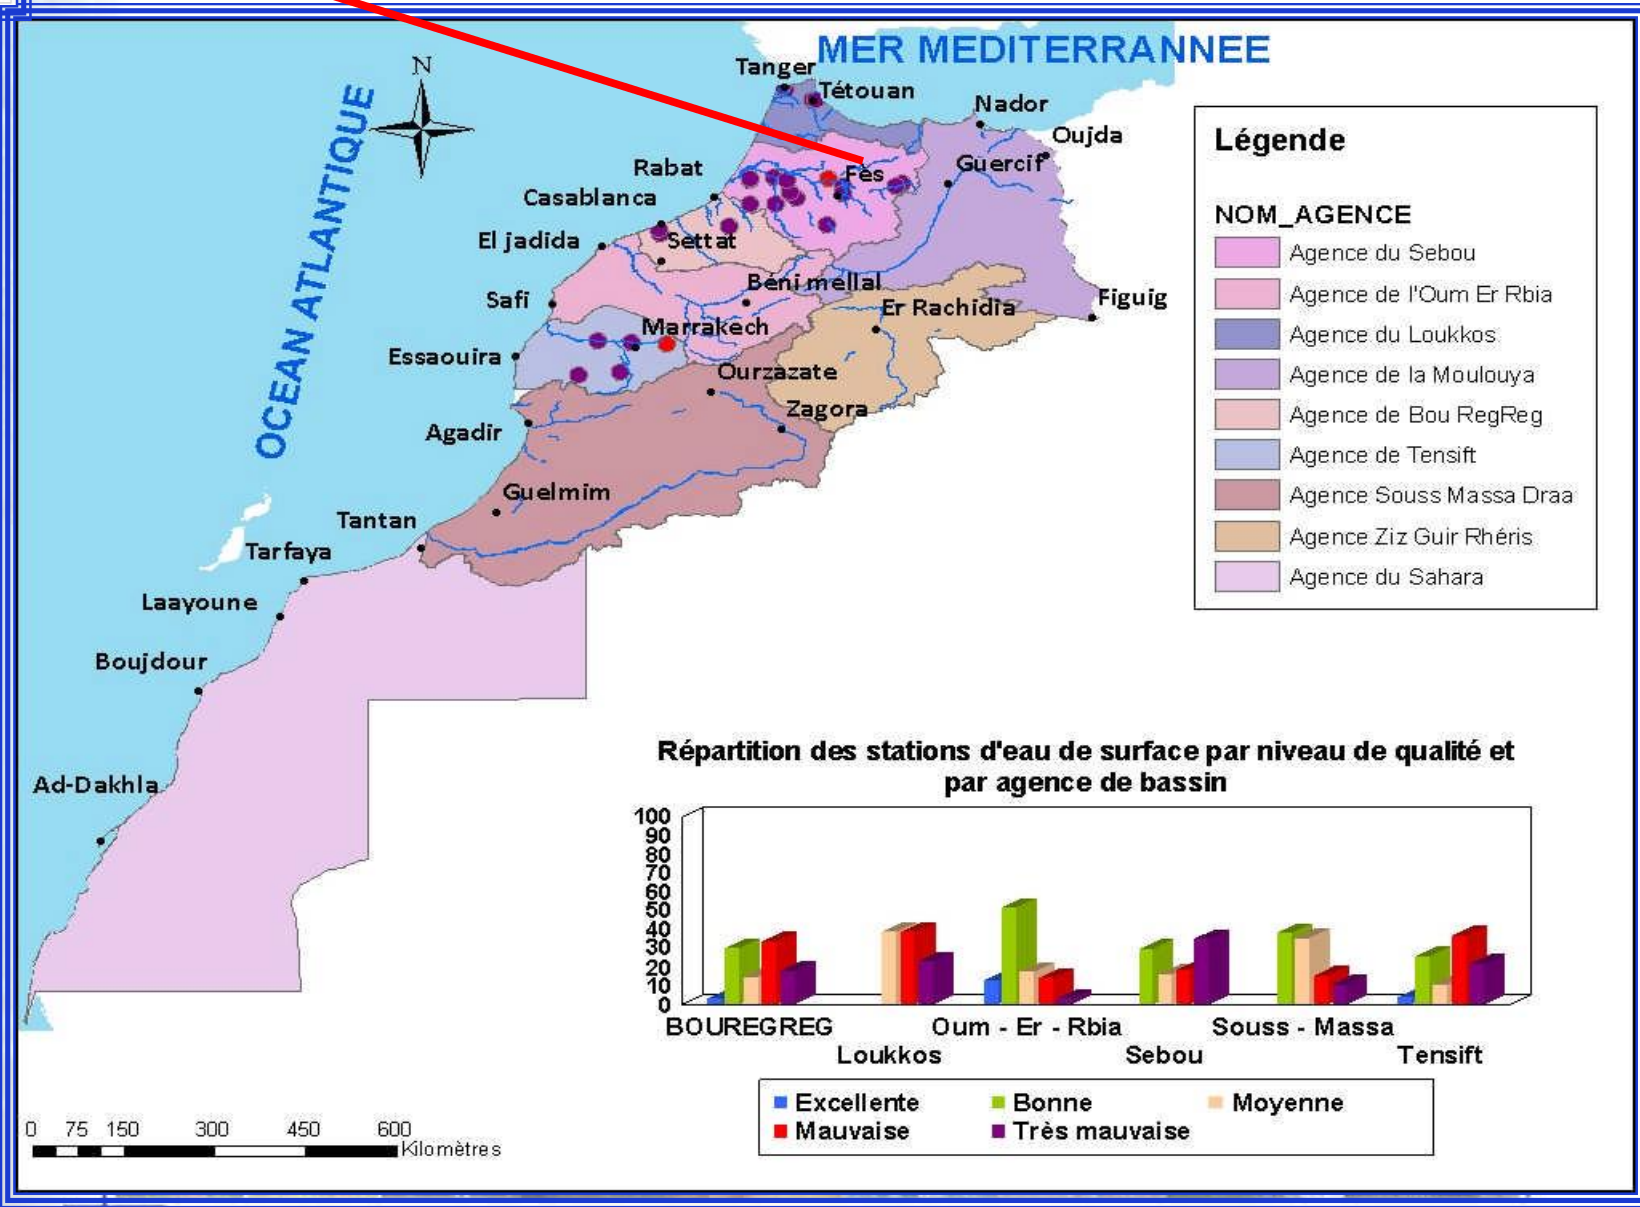 MER MEDITERRANNEE
OCEAN ATLANTIQUE
N
Tanger
Tétouan
Nador
Oujda
Guercif
Fès
Rabat
Casablanca
El jadida
Settat
Béni mellal
Safi
Er Rachidia
Figuig
Marrakech
Essaouira
Ourzazate
Zagora
Agadir
Guelmim
Tantan
Tarfaya
Laayoune
Boujdour
Ad-Dakhla
Légende
NOM_AGENCE
Agence du Sebou
Agence de l'Oum Er Rbia
Agence du Loukkos
Agence de la Moulouya
Agence de Bou RegReg
Agence de Tensift
Agence Souss Massa Draa
Agence Ziz Guir Rhéris
Agence du Sahara
Répartition des stations d'eau de surface par niveau de qualité et
par agence de bassin
100
90
80
70
60
50
40
30
20
10
0
BOUREGREG
Loukkos
Oum - Er - Rbia
Sebou
Souss - Massa
Tensift
Excellente
Bonne
Moyenne
Mauvaise
Très mauvaise
0 75 150 300 450 600
Kilomètres